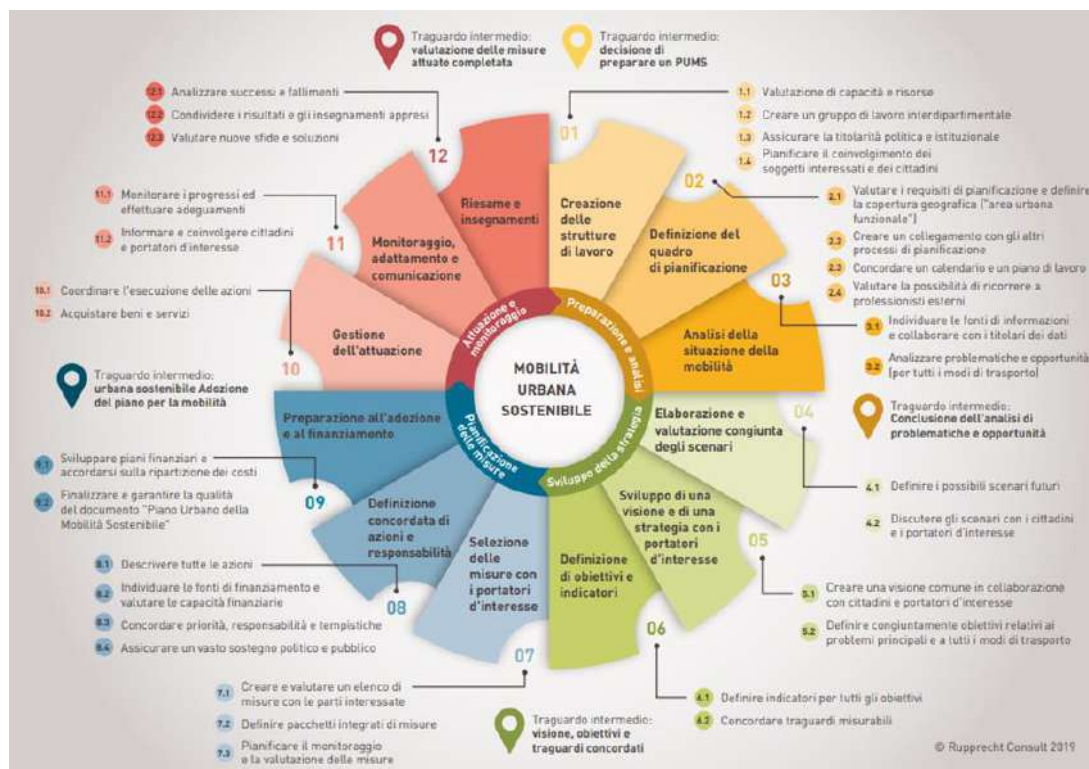 Traguardo intermedio:
valutazione delle misure
attuato completata
Traguardo intermedio:
decisione di
preparare un PUMS
12.1 Analizzare successi e fallimenti
12.2 Condividere i risultati e gli insegnamenti appresi
12.3 Valutare nuove sfide e soluzioni
1.1 Valutazione di capacità e risorse
1.2 Creare un gruppo di lavoro interdipartimentale
1.3 Assicurare la titolarità politica e istituzionale
1.4 Pianificare il coinvolgimento dei
soggetti interessati e dei cittadini
12
Riesame e
insegnamenti
01
Creazione
delle
strutture
di lavoro
02
Definizione del
quadro
di pianificazione
2.1 Valutare i requisiti di pianificazione e definire
la copertura geografica ("area urbana
funzionale")
2.2 Creare un collegamento con gli altri
processi di pianificazione
2.3 Concordare un calendario e un piano di lavoro
2.4 Valutare la possibilità di ricorrere a
professionisti esterni
11.1 Monitorare i progressi ed
effettuare adeguamenti
11.2 Informare e coinvolgere cittadini
e portatori d'interesse
11
Monitoraggio,
adattamento e
comunicazione
03
Analisi della
situazione della
mobilità
3.1 Individuare le fonti di informazioni
e collaborare con i titolari dei dati
3.2 Analizzare problematiche e opportunità
(per tutti i modi di trasporto)
10.1 Coordinare l'esecuzione delle azioni
10.2 Acquistare beni e servizi
10
Gestione
dell'attuazione
Attuazione e
monitoraggio
Preparazione e analisi
MOBILITÀ
URBANA
SOSTENIBILE
Pianificazione
delle misure
Sviluppo della strategia
Traguardo intermedio:
urbana sostenibile Adozione
del piano per la mobilità
Traguardo intermedio:
Conclusione dell'analisi di
problematiche e opportunità
Preparazione all'adozione
e al finanziamento
09
9.1 Sviluppare piani finanziari e
accordarsi sulla ripartizione dei costi
9.2 Finalizzare e garantire la qualità
del documento "Piano Urbano della
Mobilità Sostenibile"
04
Elaborazione e
valutazione congiunta
degli scenari
4.1 Definire i possibili scenari futuri
4.2 Discutere gli scenari con i cittadini
e i portatori d'interesse
Definizione
concordata di
azioni e
responsabilità
08
8.1 Descrivere tutte le azioni
8.2 Individuare le fonti di finanziamento e
valutare le capacità finanziarie
8.3 Concordare priorità, responsabilità e tempistiche
8.4 Assicurare un vasto sostegno politico e pubblico
Sviluppo di una
visione e di una
strategia con i
portatori
d'interesse
05
5.1 Creare una visione comune in collaborazione
con cittadini e portatori d'interesse
5.2 Definire congiuntamente obiettivi relativi ai
problemi principali e a tutti i modi di trasporto
Selezione
delle
misure con
i portatori
d'interesse
07
7.1 Creare e valutare un elenco di
misure con le parti interessate
7.2 Definire pacchetti integrati di misure
7.3 Pianificare il monitoraggio
e la valutazione delle misure
Definizione
di obiettivi e
indicatori
06
6.1 Definire indicatori per tutti gli obiettivi
6.2 Concordare traguardi misurabili
Traguardo intermedio:
visione, obiettivi e
traguardi concordati
© Rupprecht Consult 2019